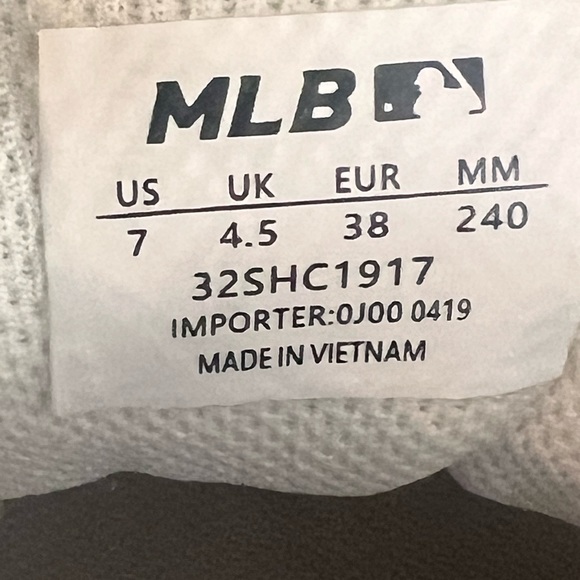 MLB
US UK EUR MM
7 4.5 38 240
32SHC1917
IMPORTER:0J00 0419
MADE IN VIETNAM